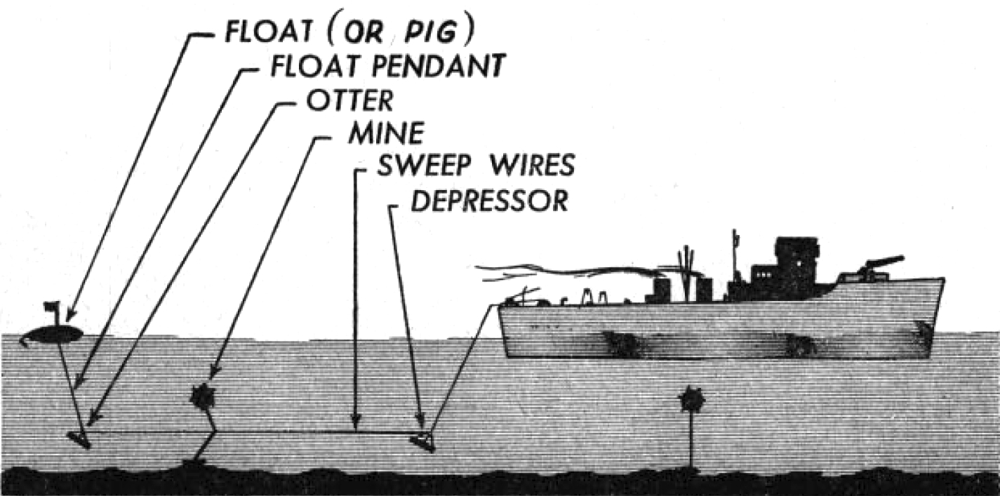 FLOAT (OR PIG)
FLOAT PENDANT
OTTER
MINE
SWEEP WIRES
DEPRESSOR